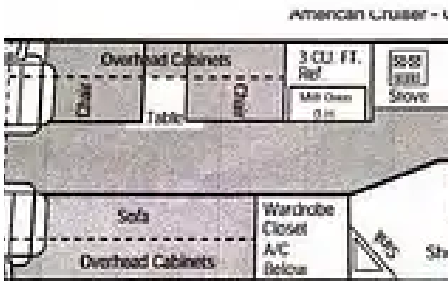 American Cruiser -
Overhead Cabinets
3 CU. FT.
Ref.
Chair
Table
Chair
Stove
Sofa
Overhead Cabinets
Wardrobe
Closet
A/C
Below